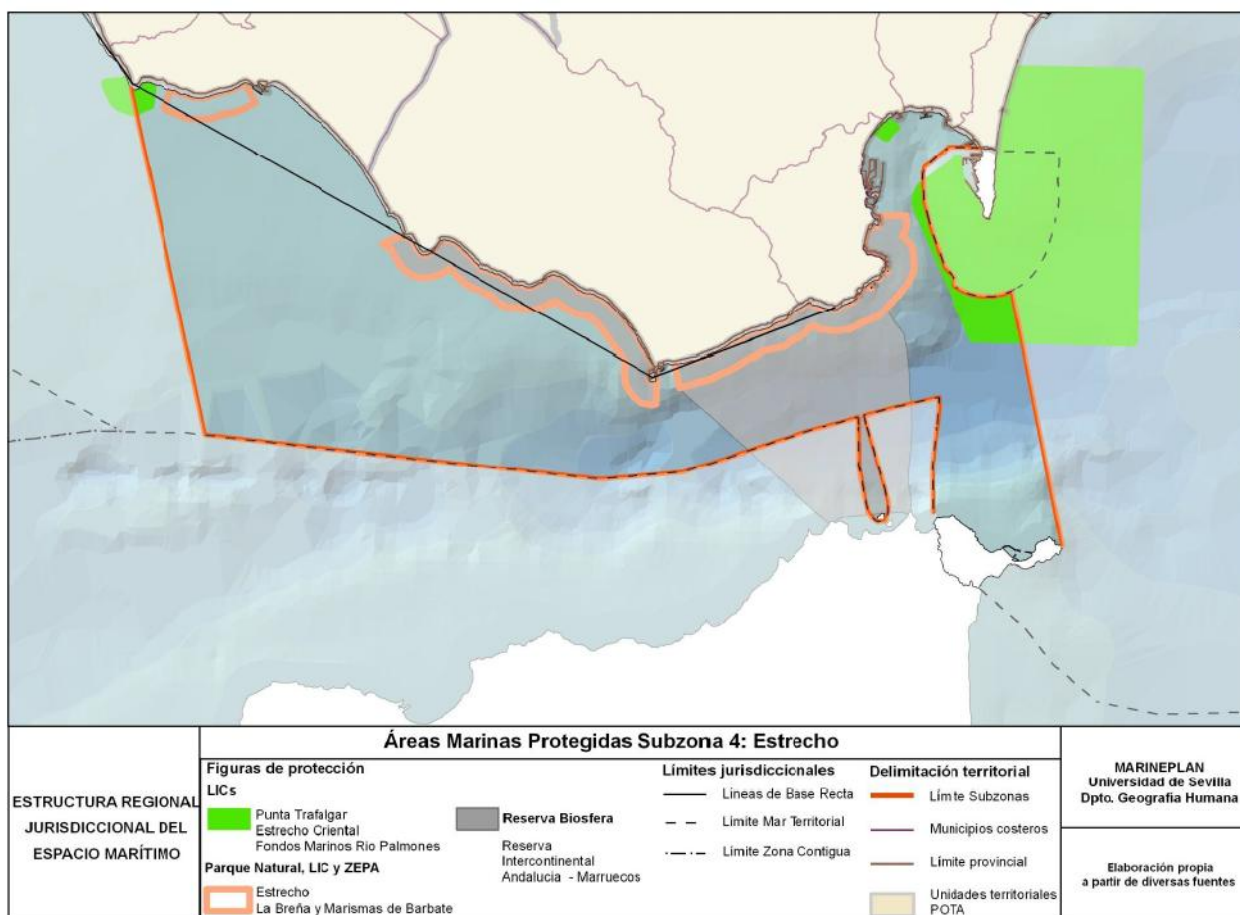 ESTRUCTURA REGIONAL
JURISDICCIONAL DEL
ESPACIO MARÍTIMO
Áreas Marinas Protegidas Subzona 4: Estrecho
Figuras de protección
LICs
Punta Trafalgar
Estrecho Oriental
Fondos Marinos Rio Palmones
Parque Natural, LIC y ZEPA
Estrecho
La Breña y Marismas de Barbate
Reserva Biosfera
Reserva
Intercontinental
Andalucia - Marruecos
Límites jurisdiccionales
Lineas de Base Recta
Limite Mar Territorial
Limite Zona Contigua
Delimitación territorial
Límte Subzonas
Municipios costeros
Límite provincial
Unidades territoriales
POTA
MARINEPLAN
Universidad de Sevilla
Dpto. Geografía Humana
Elaboración propia
a partir de diversas fuentes